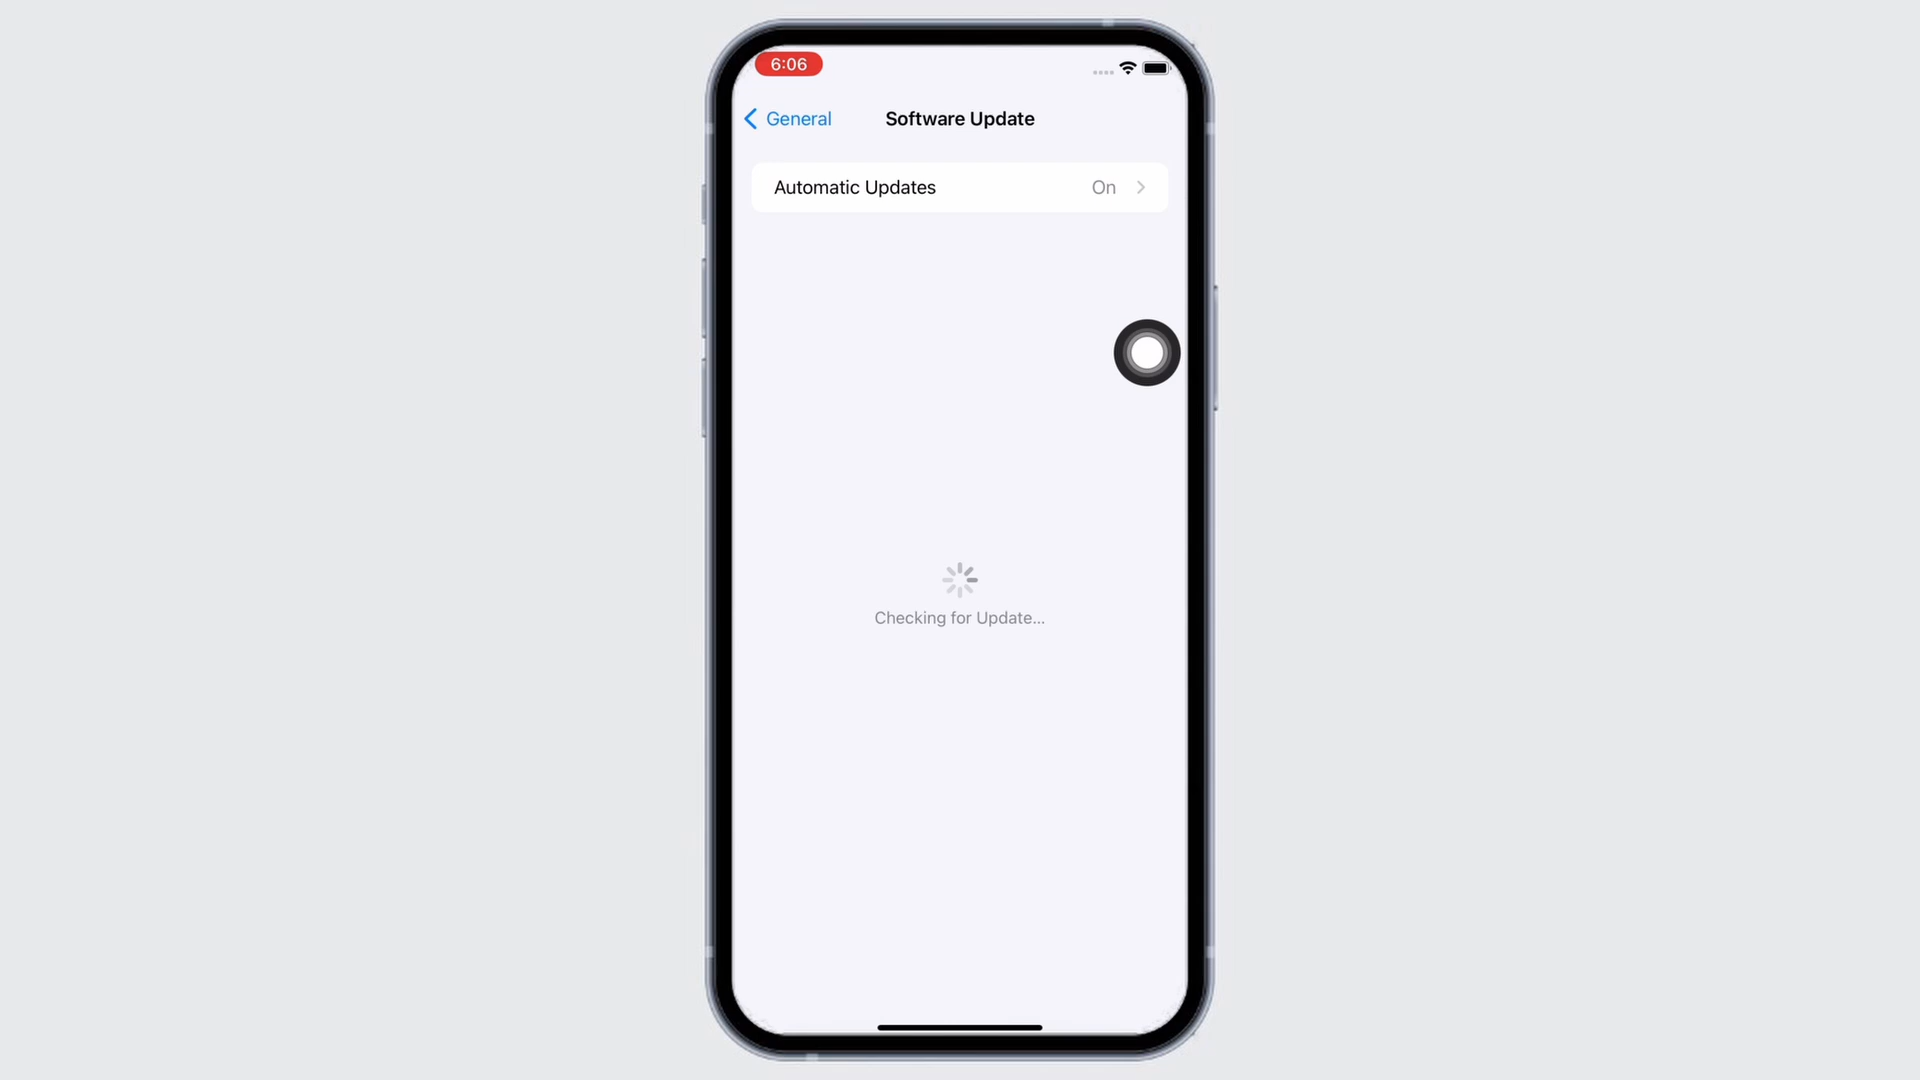 6:06
General
Software Update
Automatic Updates On
Checking for Update...